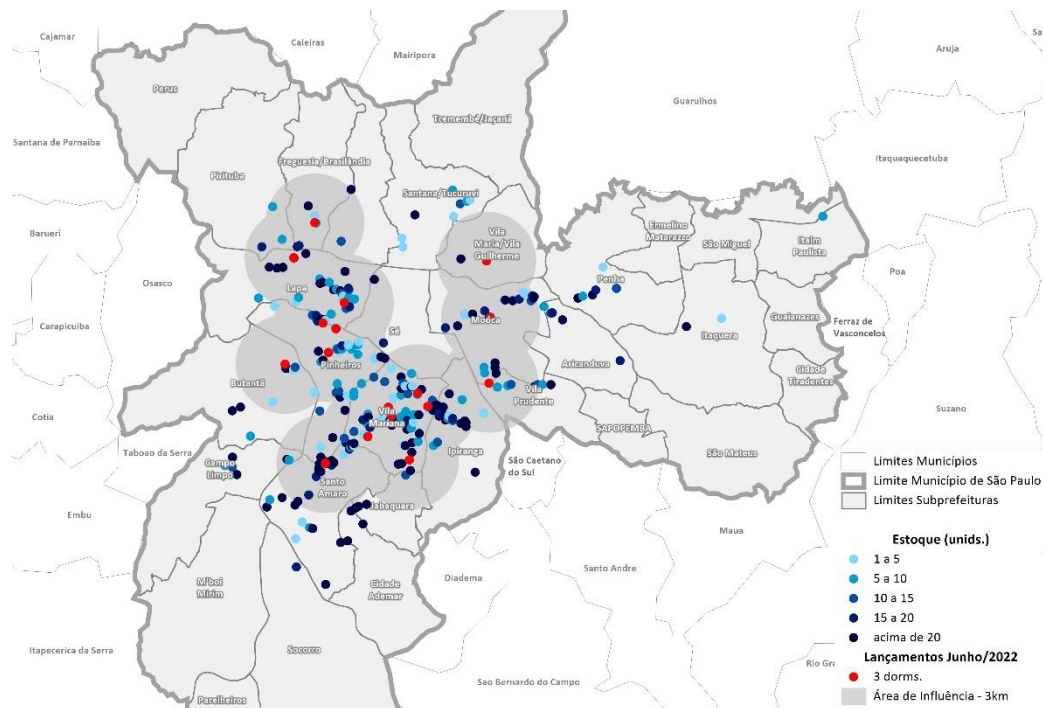 Cajamar
Caieiras
Mairipora
Aruja
Sa
Perus
Guarulhos
Tremembé/Jaçanã
Santana de Parnaiba
Itaquaquecetuba
Freguesia/Brasilândia
Pirituba
Santana/Tucuruvi
Ermelino
Matarazzo
São Miguel
Itaim
Paulista
Barueri
Vila
Maria/Vila
Guilherme
Poa
Penha
Osasco
Lapa
Guaianazes
Ferraz de
Vasconcelos
Carapicuiba
Sé
Moóca
Itaquera
Pinheiros
Aricanduva
Cidade
Tiradentes
Butantã
Vila
Prudente
Suzano
Cotia
Vila
Mariana
SAPOPEMBA
Taboao da Serra
Ipiranga
São Mateus
São Caetano
do Sul
Campo
Limpo
Limites Municípios
Santo
Amaro
Limite Município de São Paulo
Limites Subprefeituras
Embu
Jabaquara
Maua
Estoque (unids.)
1 a 5
Santo Andre
Diadema
5 a 10
M'boi
Mirim
Cidade
Ademar
10 a 15
15 a 20
acima de 20
Itapecerica da Serra
Socorro
Lançamentos Junho/2022
Rio Gra
3 dorms.
Sao Bernardo do Campo
Área de Influência - 3km
Parelheiros